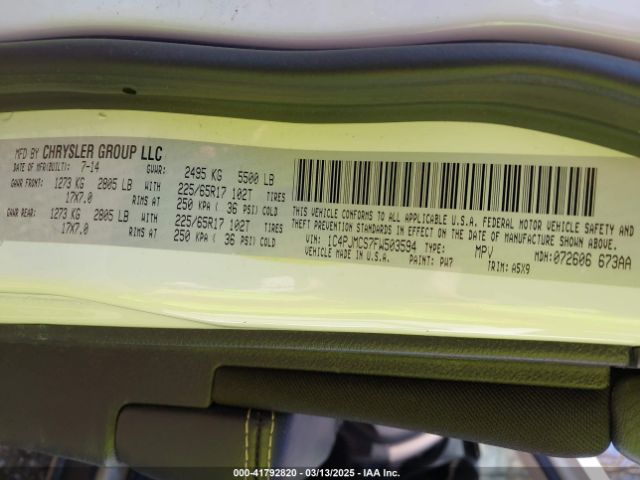 MFD BY CHRYSLER GROUP LLC
DATE OF MFR(BUILT): 7-14 GVWR: 2495 KG 5500 LB
GAWR FRONT: 1273 KG 2805 LB WITH 225/65R17 102T TIRES
17X7.0 RIMS AT 250 KPA ( 36 PSI) COLD
GAWR REAR: 1273 KG 2805 LB WITH 225/65R17 102T TIRES
17X7.0 RIMS AT 250 KPA ( 36 PSI) COLD
THIS VEHICLE CONFORMS TO ALL APPLICABLE U.S.A. FEDERAL MOTOR VEHICLE SAFETY AND
THEFT PREVENTION STANDARDS IN EFFECT ON THE DATE OF MANUFACTURE SHOWN ABOVE.
VIN: 1C4PJMCS7FW503594 TYPE: MPV MDH: 072606 673AA
VEHICLE MADE IN U.S.A. PAINT: PW7 TRIM: A5X9
000-41792820 | 03/13/2025 | IAA Inc.